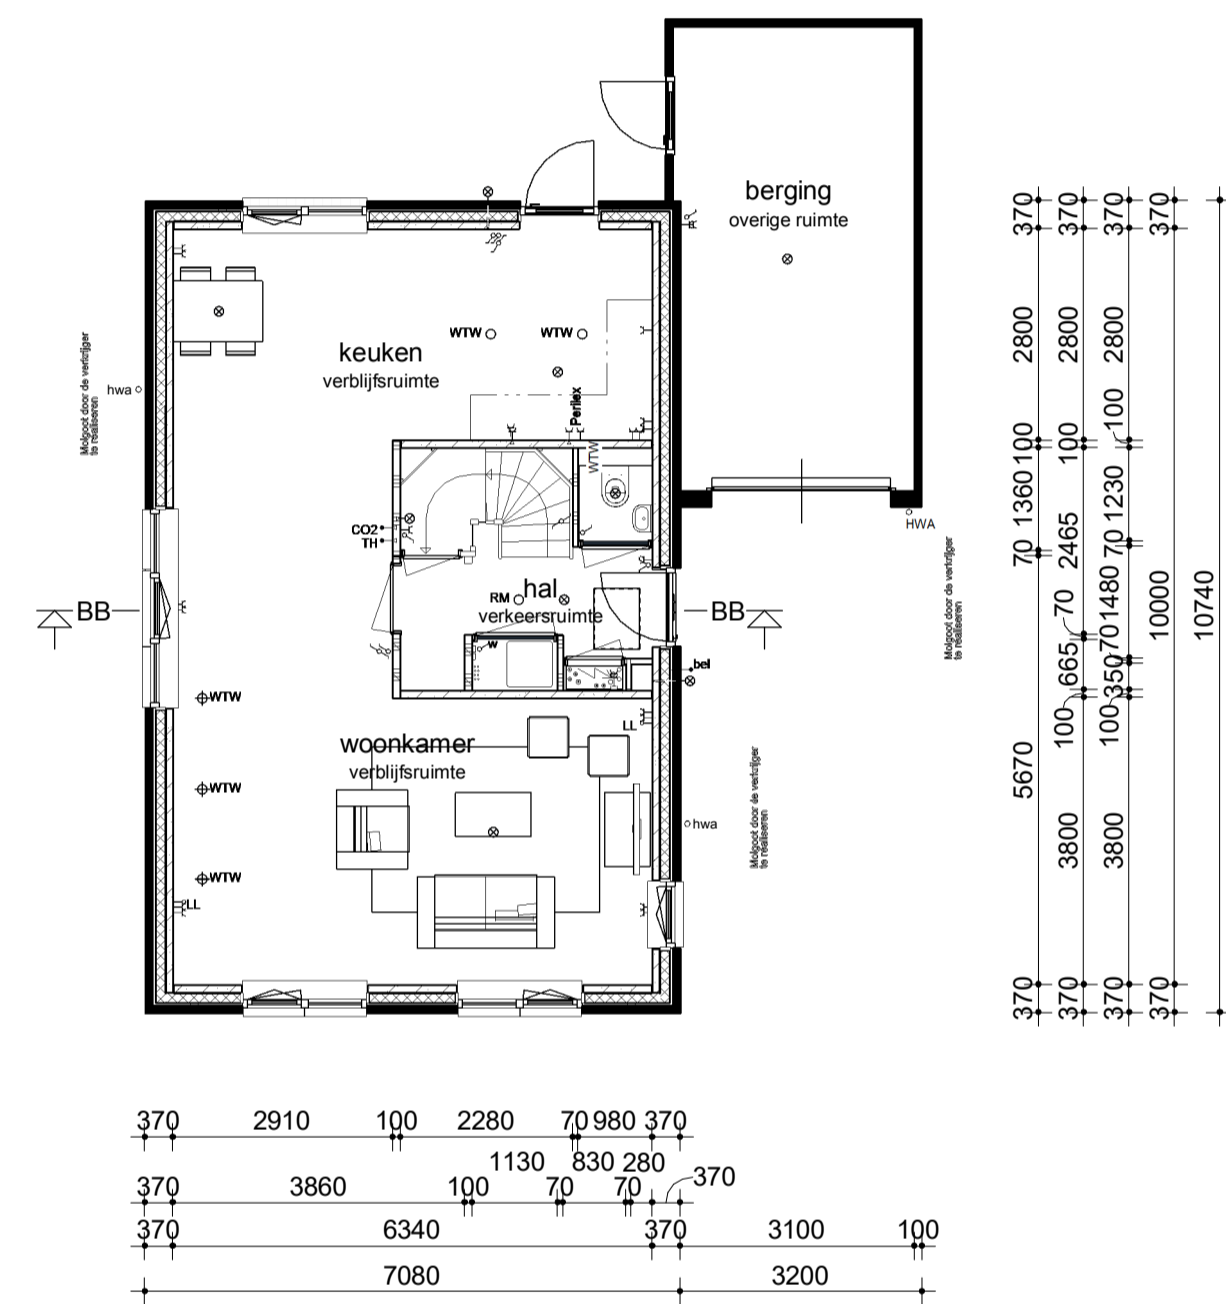 berging
overige ruimte
keuken
verblijfsruimte
WTW
WTW
hwa
Molgoot door de verkrijger
te realiseren
Perilex
WTW
CO2
TH
HWA
Molgoot door de verkrijger
te realiseren
hal
RM
verkeersruimte
BB
BB
w
bel
WTW
LL
woonkamer
verblijfsruimte
WTW
hwa
Molgoot door de verkrijger
te realiseren
WTW
LL
370 2800 100 1360 70 5670 370
370 2800 100 2465 70 665 100 3800 370
370 2800 100 1230 70 1480 70 350 100 3800 370
370 10000 370
10740
370 2910 100 2280 70 980 370
1130 830 280
370 3860 100 70 70 370
370 6340 370 3100 100
7080 3200